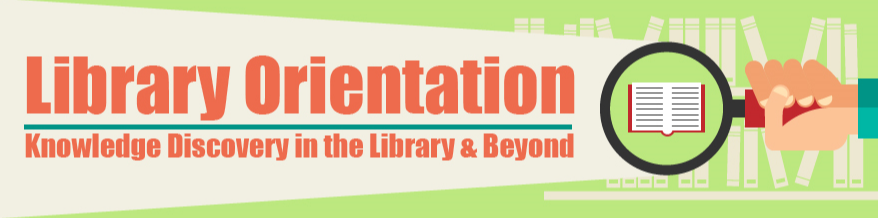 Library Orientation
Knowledge Discovery in the Library & Beyond